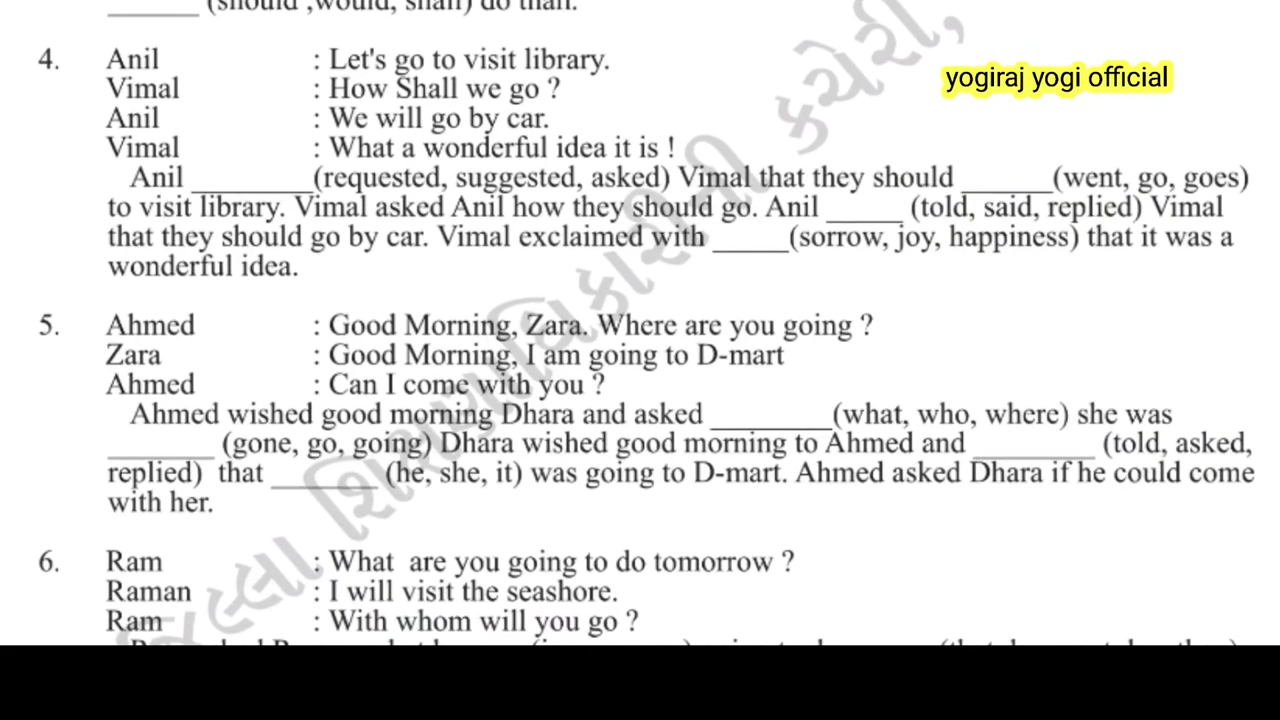 _______ (should ,would, shall) do than.
4. Anil : Let's go to visit library.
Vimal : How Shall we go ?
Anil : We will go by car.
Vimal : What a wonderful idea it is !
Anil ________(requested, suggested, asked) Vimal that they should ______(went, go, goes)
to visit library. Vimal asked Anil how they should go. Anil _____ (told, said, replied) Vimal
that they should go by car. Vimal exclaimed with _____(sorrow, joy, happiness) that it was a
wonderful idea.
5. Ahmed : Good Morning, Zara. Where are you going ?
Zara : Good Morning, I am going to D-mart
Ahmed : Can I come with you ?
Ahmed wished good morning Dhara and asked ________(what, who, where) she was
_______ (gone, go, going) Dhara wished good morning to Ahmed and ________ (told, asked,
replied) that _______ (he, she, it) was going to D-mart. Ahmed asked Dhara if he could come
with her.
6. Ram : What are you going to do tomorrow ?
Raman : I will visit the seashore.
Ram : With whom will you go ?
yogiraj yogi official
જિલ્લા શિક્ષણાધિકારીની કચેરી,